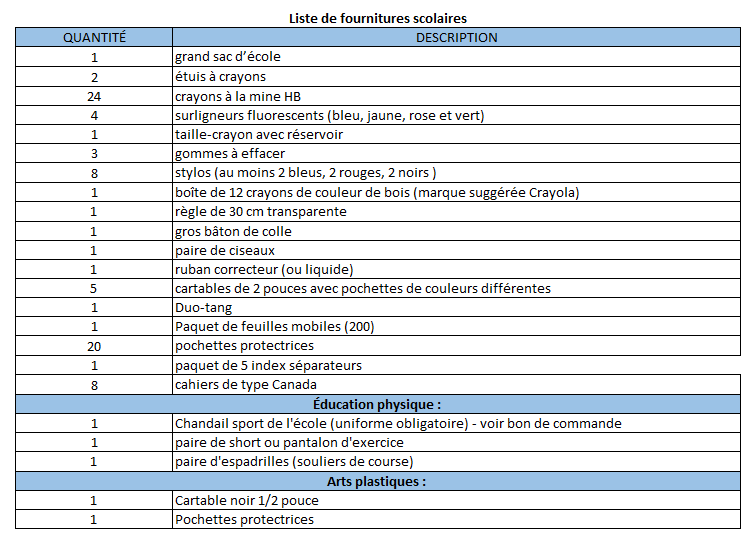 Liste de fournitures scolaires
QUANTITÉ DESCRIPTION
1 grand sac d’école
2 étuis à crayons
24 crayons à la mine HB
4 surligneurs fluorescents (bleu, jaune, rose et vert)
1 taille-crayon avec réservoir
3 gommes à effacer
8 stylos (au moins 2 bleus, 2 rouges, 2 noirs )
1 boîte de 12 crayons de couleur de bois (marque suggérée Crayola)
1 règle de 30 cm transparente
1 gros bâton de colle
1 paire de ciseaux
1 ruban correcteur (ou liquide)
5 cartables de 2 pouces avec pochettes de couleurs différentes
1 Duo-tang
1 Paquet de feuilles mobiles (200)
20 pochettes protectrices
1 paquet de 5 index séparateurs
8 cahiers de type Canada
Éducation physique :
1 Chandail sport de l'école (uniforme obligatoire) - voir bon de commande
1 paire de short ou pantalon d'exercice
1 paire d'espadrilles (souliers de course)
Arts plastiques :
1 Cartable noir 1/2 pouce
1 Pochettes protectrices